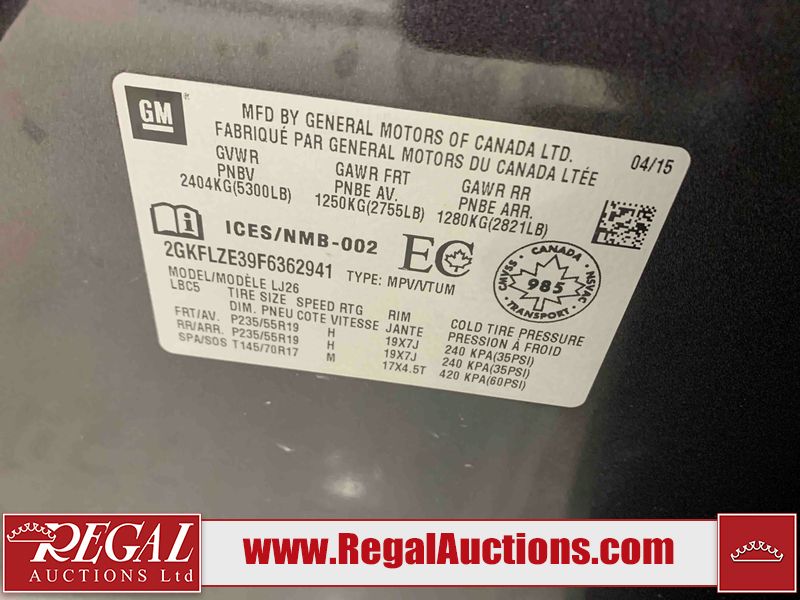 GM
MFD BY GENERAL MOTORS OF CANADA LTD.
FABRIQUÉ PAR GENERAL MOTORS DU CANADA LTÉE
04/15
GVWR GAWR FRT GAWR RR
PNBV PNBE AV. PNBE ARR.
2404KG(5300LB) 1250KG(2755LB) 1280KG(2821LB)
ICES/NMB-002
EC
CANADA
CMVSS 985 NSVAC
TRANSPORT
2GKFLZE39F6362941 TYPE: MPV/VTUM
MODEL/MODÈLE LJ26
LBC5 TIRE SIZE SPEED RTG RIM COLD TIRE PRESSURE
DIM. PNEU COTE VITESSE JANTE PRESSION À FROID
FRT/AV. P235/55R19 H 19X7J 240 KPA(35PSI)
RR/ARR. P235/55R19 H 19X7J 240 KPA(35PSI)
SPA/SOS T145/70R17 M 17X4.5T 420 KPA(60PSI)
REGAL
AUCTIONS Ltd
www.RegalAuctions.com